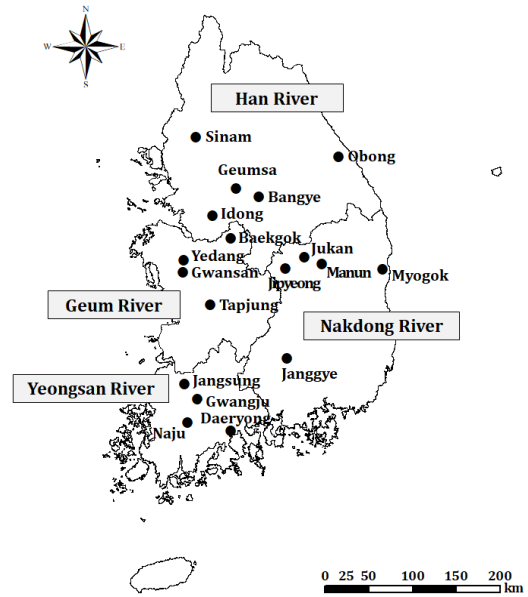 N
W
E
S
Han River
Sinam
Obong
Geumsa
Bangye
Idong
Baekgok
Jukan
Yedang
Manun
Gwansan
Jipyeong
Myogok
Geum River
Tapjung
Nakdong River
Janggye
Yeongsan River
Jangsung
Gwangju
Daeryong
Naju
0 25 50 100 150 200
km